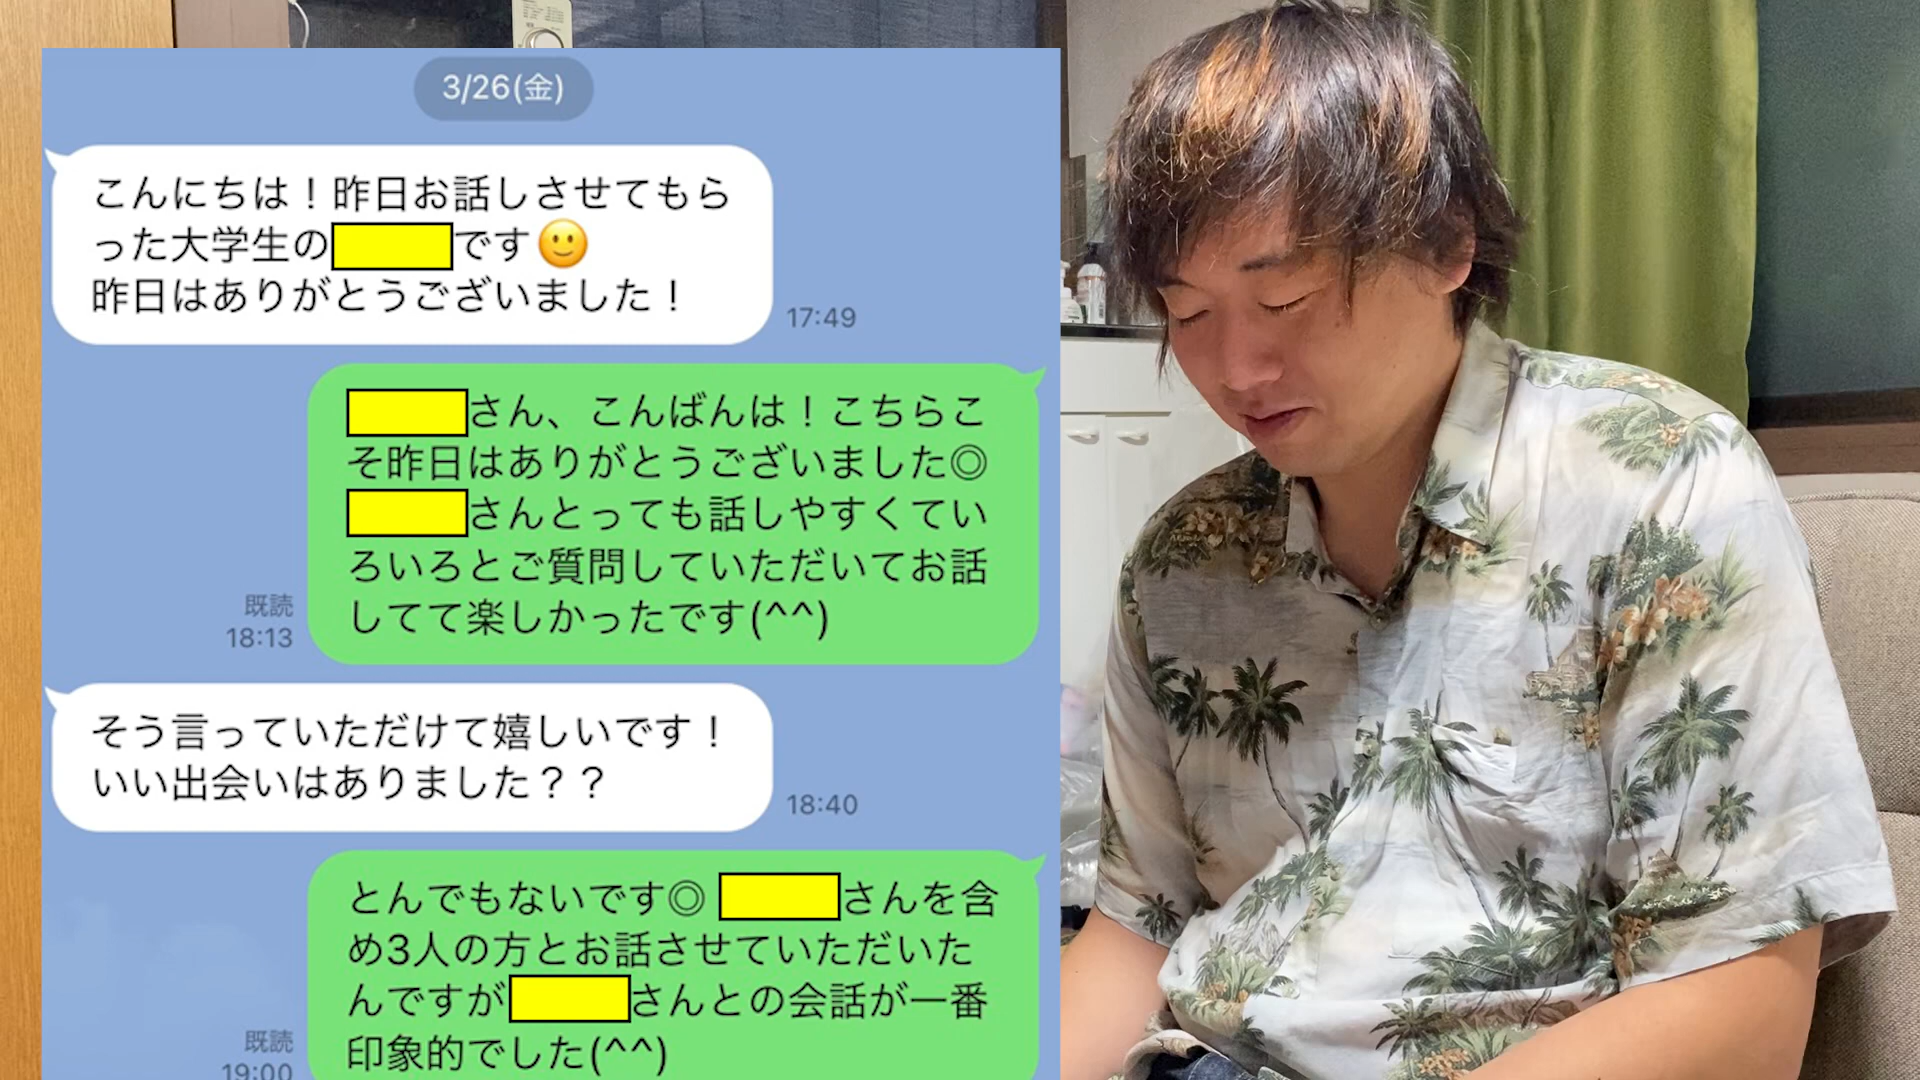 3/26(金)
こんにちは！昨日お話しさせてもら
った大学生の
です🙂
昨日はありがとうございました！
17:49
さん、こんばんは！こちらこ
そ昨日はありがとうございました◎
さんとっても話しやすくてい
ろいろとご質問していただいてお話
してて楽しかったです(^^)
既読
18:13
そう言っていただけて嬉しいです！
いい出会いはありました？？
18:40
とんでもないです◎
さんを含
め3人の方とお話させていただいた
んですが
さんとの会話が一番
印象的でした(^^)
既読
19:00